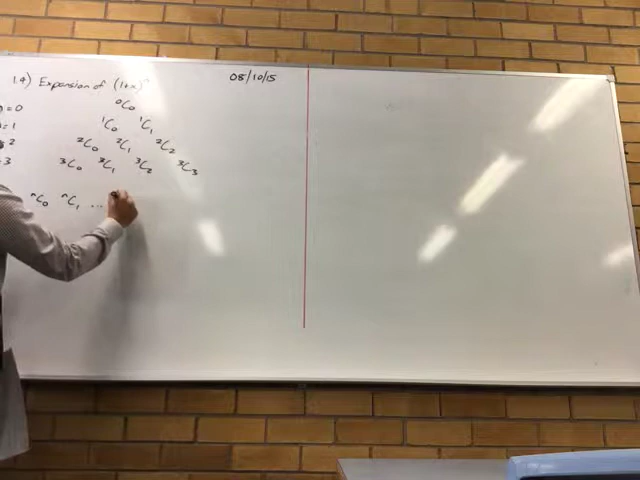 1.4) Expansion of (1+x)ⁿ 08/10/15
n=0 ⁰C₀
n=1 ¹C₀ ¹C₁
=2 ²C₀ ²C₁ ²C₂
=3 ³C₀ ³C₁ ³C₂ ³C₃
ⁿC₀ ⁿC₁ ...